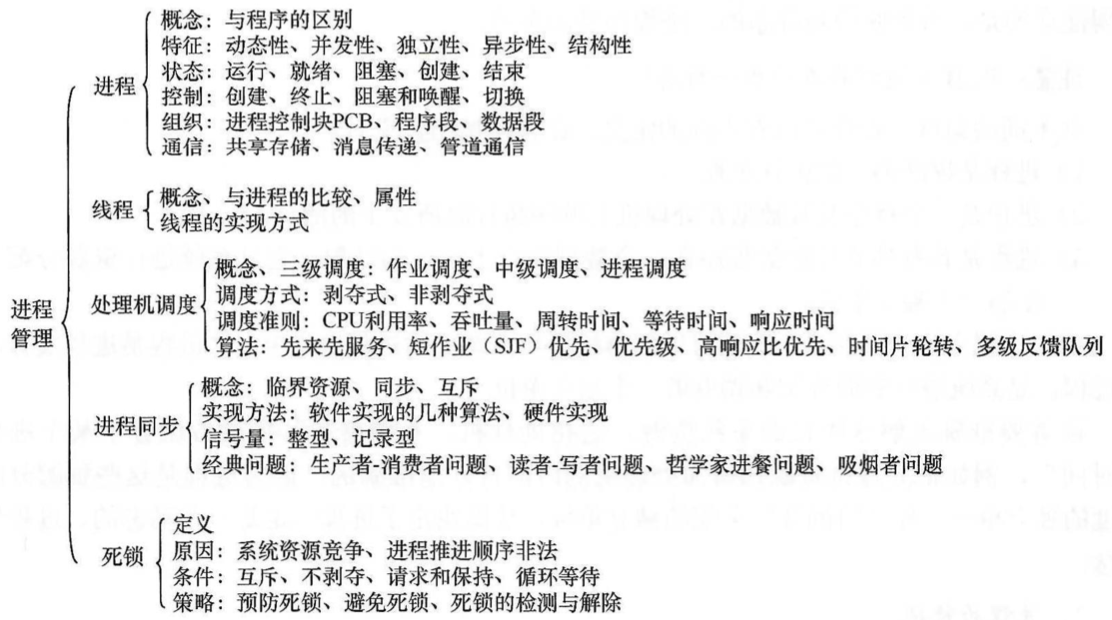 进程管理
进程
概念：与程序的区别
特征：动态性、并发性、独立性、异步性、结构性
状态：运行、就绪、阻塞、创建、结束
控制：创建、终止、阻塞和唤醒、切换
组织：进程控制块PCB、程序段、数据段
通信：共享存储、消息传递、管道通信
线程
概念、与进程的比较、属性
线程的实现方式
处理机调度
概念、三级调度：作业调度、中级调度、进程调度
调度方式：剥夺式、非剥夺式
调度准则：CPU利用率、吞吐量、周转时间、等待时间、响应时间
算法：先来先服务、短作业（SJF）优先、优先级、高响应比优先、时间片轮转、多级反馈队列
进程同步
概念：临界资源、同步、互斥
实现方法：软件实现的几种算法、硬件实现
信号量：整型、记录型
经典问题：生产者-消费者问题、读者-写者问题、哲学家进餐问题、吸烟者问题
死锁
定义
原因：系统资源竞争、进程推进顺序非法
条件：互斥、不剥夺、请求和保持、循环等待
策略：预防死锁、避免死锁、死锁的检测与解除